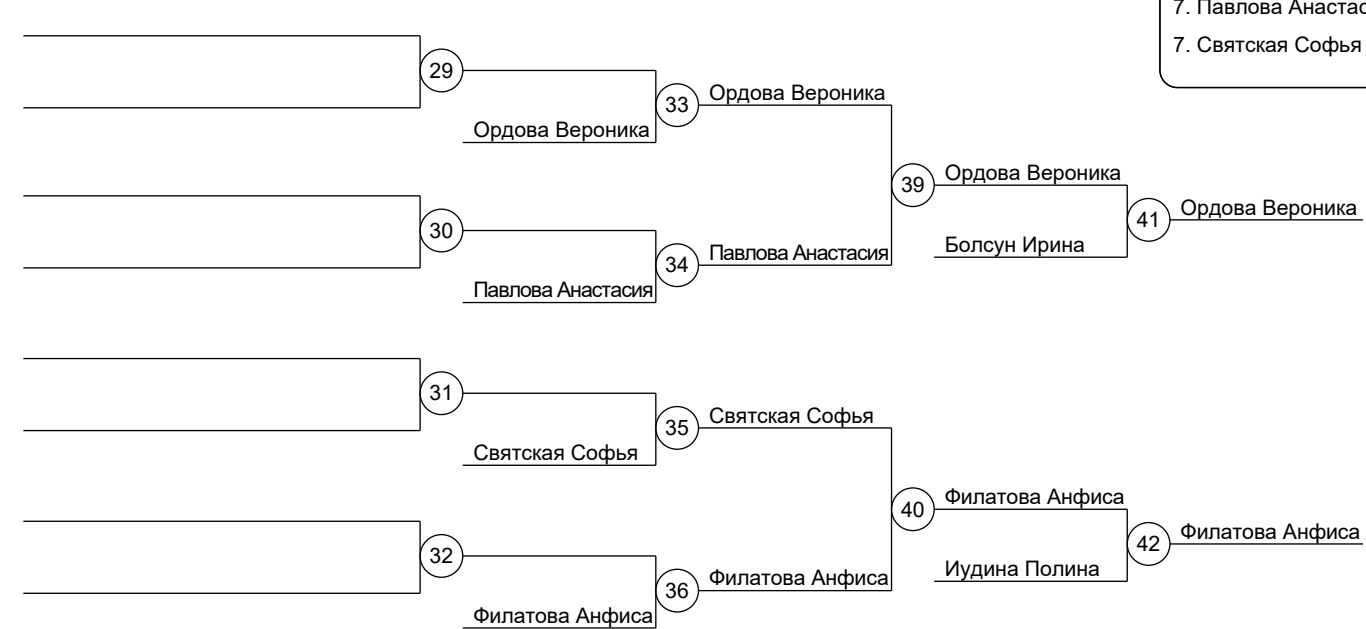 7. Павлова
7. Святская Софья
29
33
Ордова Вероника
Ордова Вероника
39
Ордова Вероника
41
Ордова Вероника
Болсун Ирина
30
34
Павлова Анастасия
Павлова Анастасия
31
35
Святская Софья
Святская Софья
40
Филатова Анфиса
42
Филатова Анфиса
Иудина Полина
32
36
Филатова Анфиса
Филатова Анфиса